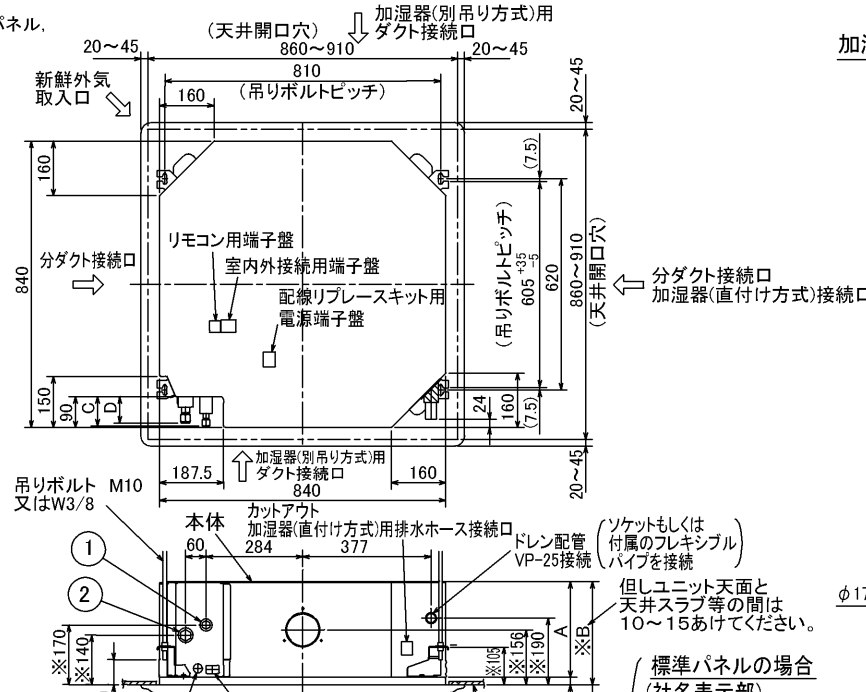 パネル,
(天井開口穴)
加湿器(別吊り方式)用
ダクト接続口
20~45
860~910
20~45
810
(吊りボルトピッチ)
新鮮外気
取入口
160
20~45
加
160
(7.5)
リモコン用端子盤
室内外接続用端子盤
分ダクト接続口
840
配線リプレースキット用
電源端子盤
(吊りボルトピッチ)
605 +35 -5
620
860~910
(天井開口穴)
分ダクト接続口
加湿器(直付け方式)接続口
150
90
C
D
24
160
(7.5)
加湿器(別吊り方式)用
ダクト接続口
187.5
160
840
20~45
吊りボルト M10
又はW3/8
カットアウト
加湿器(直付け方式)用排水ホース接続口
本体
60
284
377
ドレン配管
VP-25接続
(ソケットもしくは
付属のフレキシブル
パイプを接続)
1
2
但しユニット天面と
天井スラブ等の間は
10~15あけてください。
φ17
※170
※140
※105
※156
※190
A
※B
標準パネルの場合
(社名表示部)